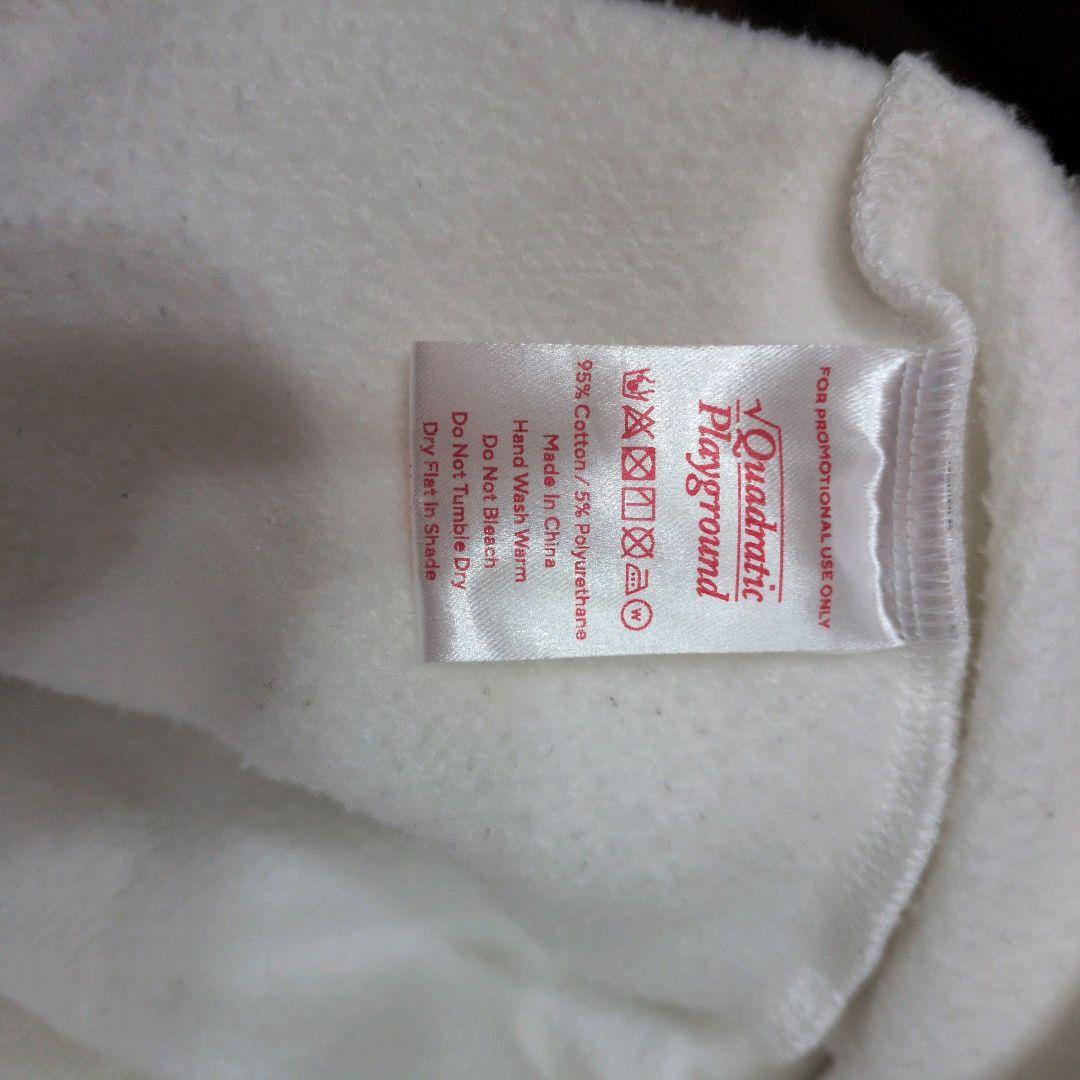 FOR PROMOTIONAL USE ONLY
√Quadratic
Playground
W
95% Cotton / 5% Polyurethane
Made In China
Hand Wash Warm
Do Not Bleach
Do Not Tumble Dry
Dry Flat In Shade